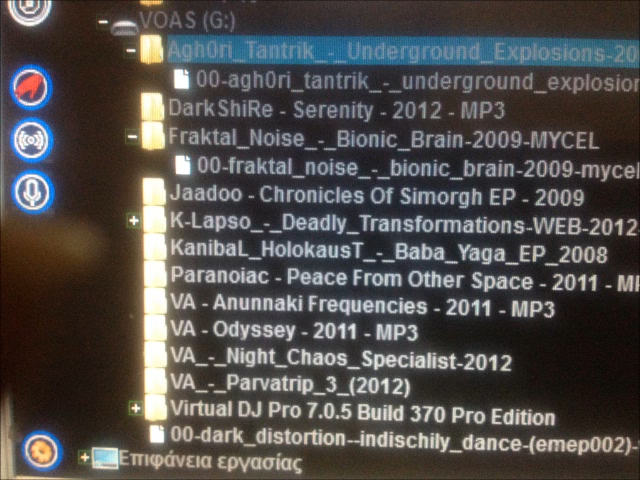 VOAS (G:)
Agh0ri_Tantrik_-_Underground_Explosions-20
00-agh0ri_tantrik_-_underground_explosion
DarkShiRe - Serenity - 2012 - MP3
Fraktal_Noise_-_Bionic_Brain-2009-MYCEL
00-fraktal_noise_-_bionic_brain-2009-mycel
Jaadoo - Chronicles Of Simorgh EP - 2009
K-Lapso_-_Deadly_Transformations-WEB-2012-
KanibaL_HolokausT_-_Baba_Yaga_EP_2008
Paranoiac - Peace From Other Space - 2011 - MP
VA - Anunnaki Frequencies - 2011 - MP3
VA - Odyssey - 2011 - MP3
VA_-_Night_Chaos_Specialist-2012
VA_-_Parvatrip_3_(2012)
Virtual DJ Pro 7.0.5 Build 370 Pro Edition
00-dark_distortion--indischily_dance-(emep002)-
Επιφάνεια εργασίας